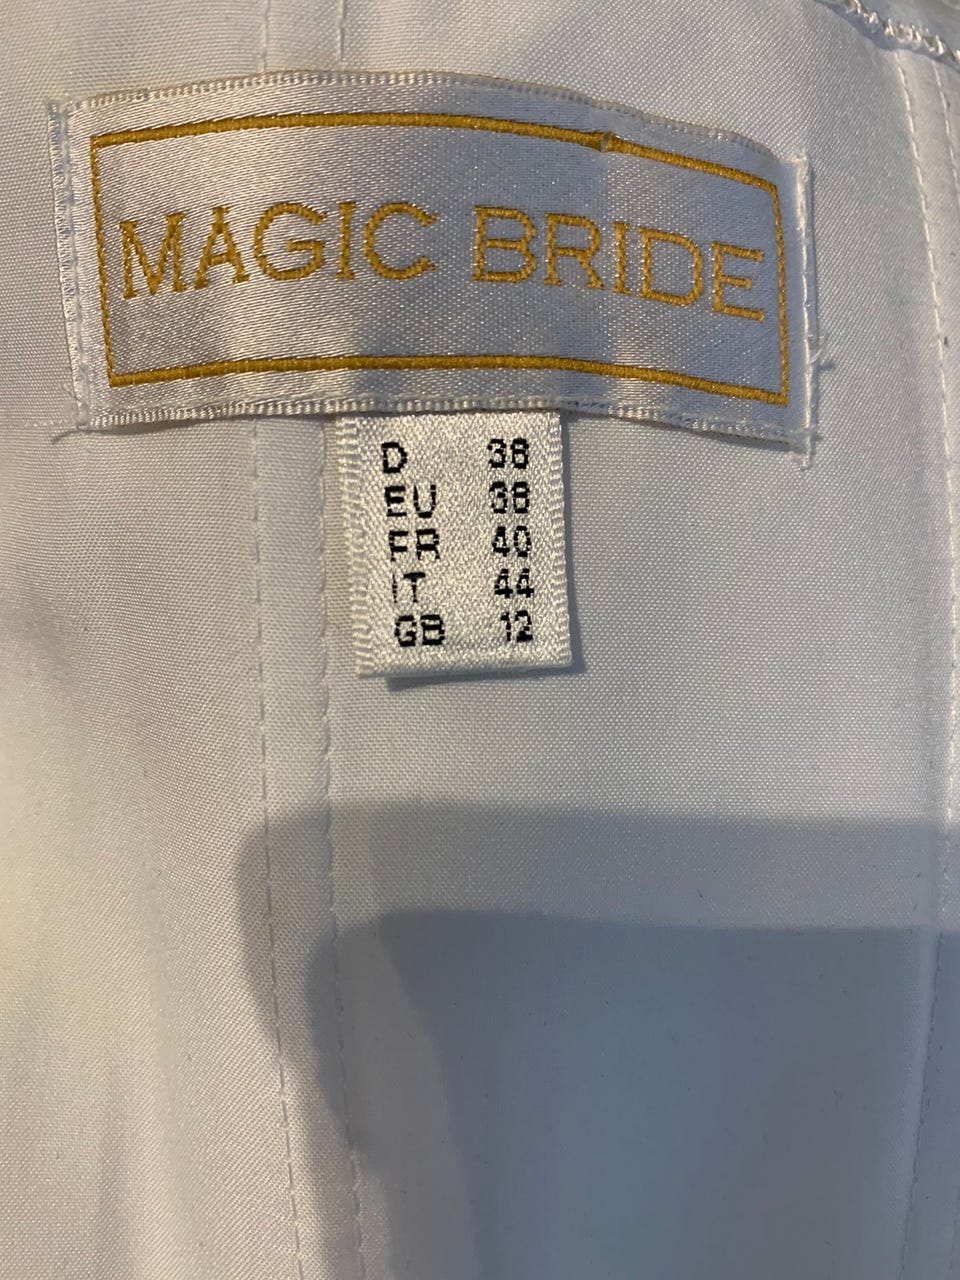 MAGIC BRIDE
D 38
EU 38
FR 40
IT 44
GB 12